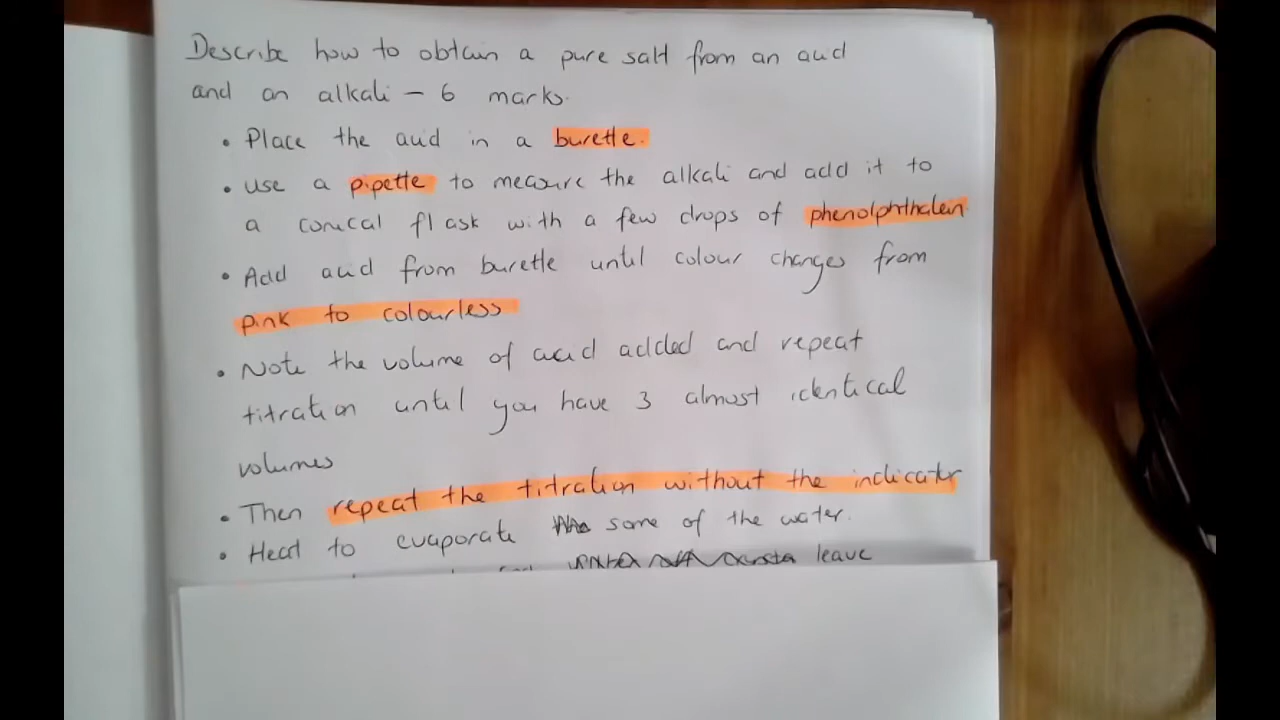 Describe how to obtain a pure salt from an acid
and an alkali – 6 marks.
• Place the acid in a burette.
• Use a pipette to measure the alkali and add it to
a conical flask with a few drops of phenolphthalein
• Add acid from burette until colour changes from
pink to colourless
• Note the volume of acid added and repeat
titration until you have 3 almost identical
volumes
• Then repeat the titration without the indicator
• Heat to evaporate some of the water.
leave